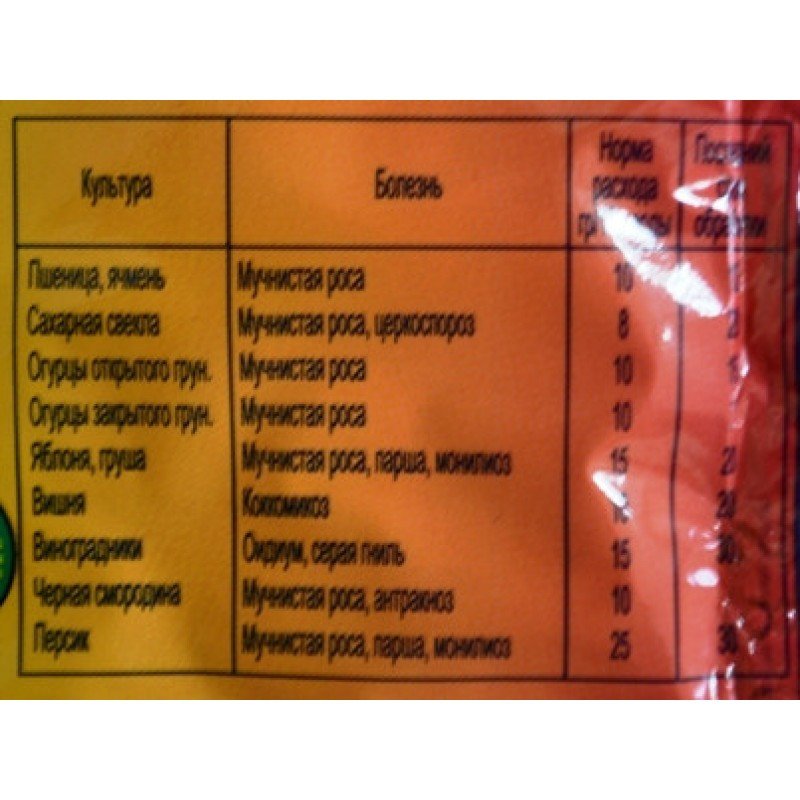 Культура Болезнь Норма расхода
обработки
Пшеница, ячмень Мучнистая роса 10
Сахарная свекла Мучнистая роса, церкоспороз 8
Огурцы открытого грун. Мучнистая роса 10
Огурцы закрытого грун. Мучнистая роса 10
Яблоня, груша Мучнистая роса, парша, монилиоз 15
Вишня Коккомикоз
Виноградники Оидиум, серая гниль 15
Черная смородина Мучнистая роса, антракноз 10
Персик Мучнистая роса, парша, монилиоз 25 30